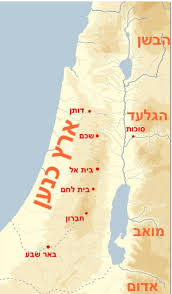 הבשן
הגלעד
דותן
סוכות
שכם
ארץ כנען
בית אל
בית לחם
מואב
חברון
באר שבע
אדום